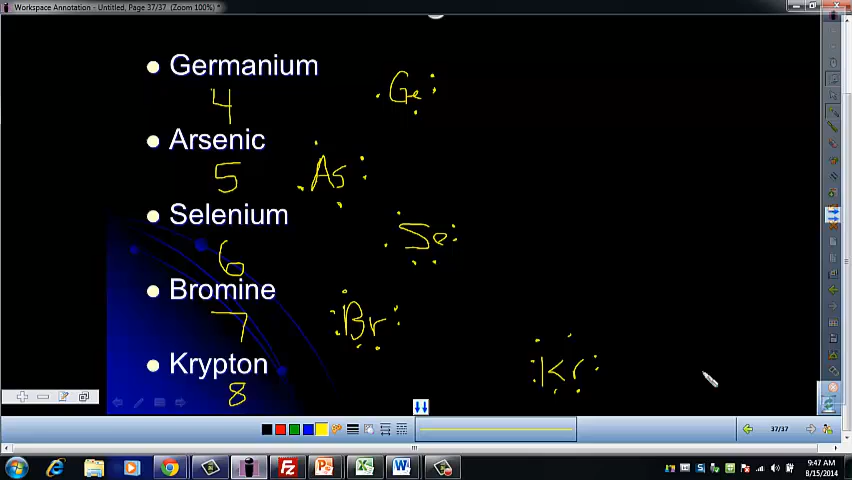 Workspace Annotation - Untitled, Page 37/37 (Zoom 100%) *
Germanium
Ge
4
Arsenic
As
5
Selenium
Se
6
Bromine
Br
7
Krypton
Kr
8
37/37
9:47 AM
8/15/2014